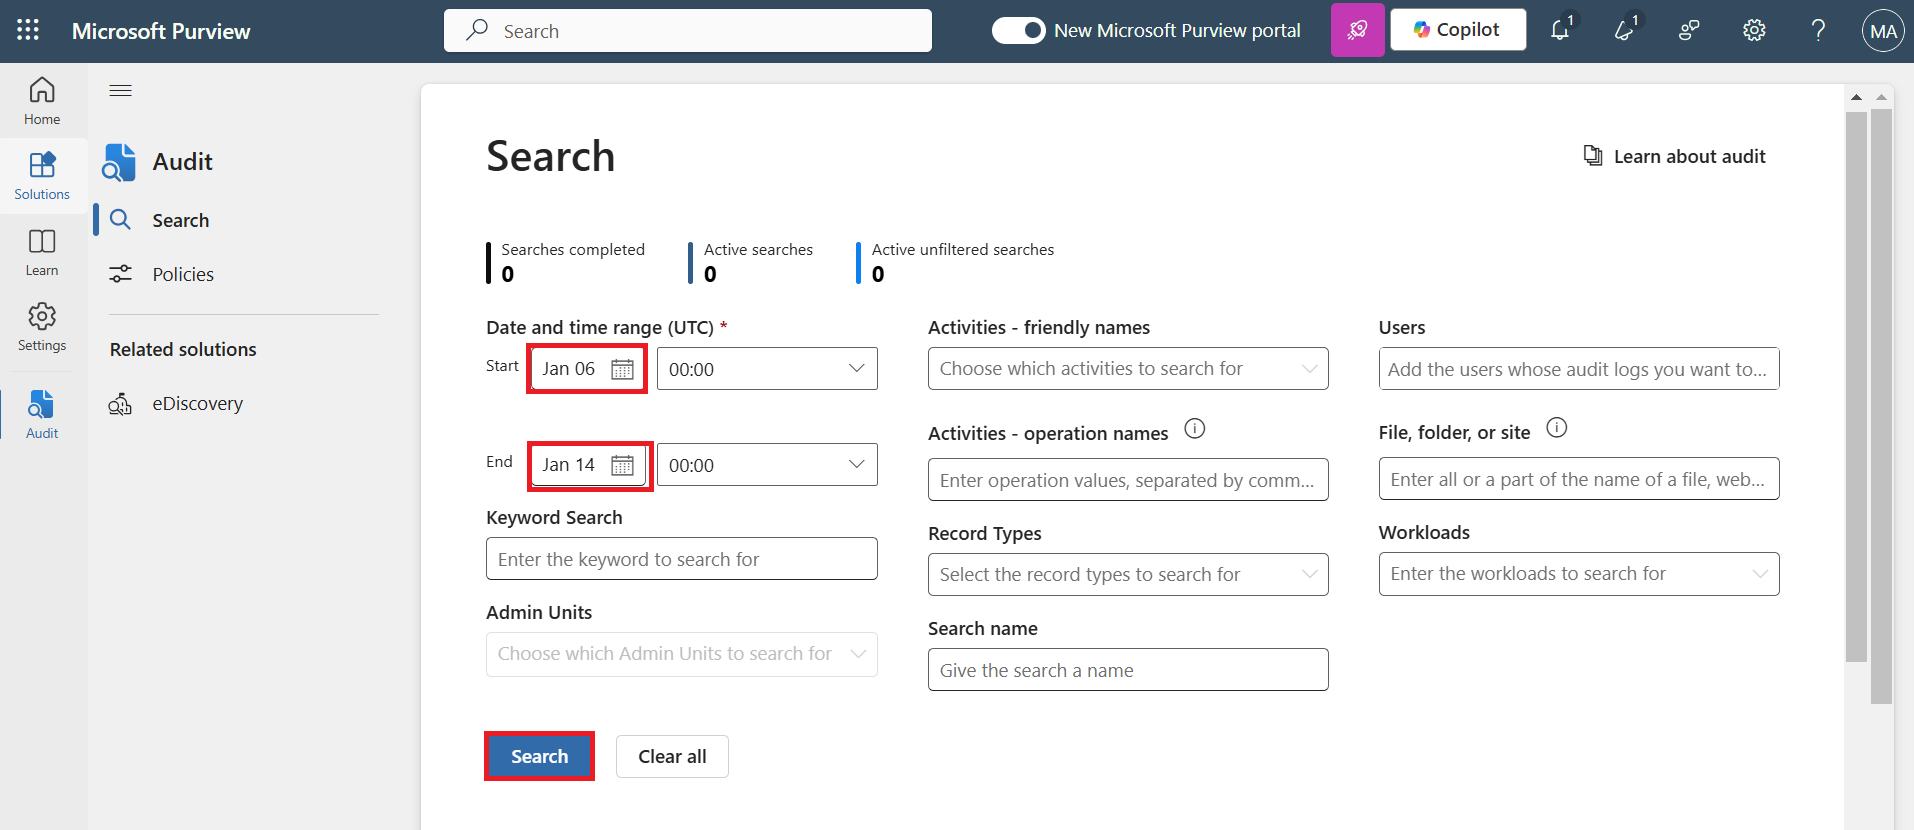 Microsoft Purview
Search
New Microsoft Purview portal
Copilot
1
1
MA
Home
Solutions
Learn
Settings
Audit
Audit
Search
Policies
Related solutions
eDiscovery
Search
Learn about audit
Searches completed
0
Active searches
0
Active unfiltered searches
0
Date and time range (UTC) *
Start
Jan 06
00:00
End
Jan 14
00:00
Keyword Search
Enter the keyword to search for
Admin Units
Choose which Admin Units to search for
Activities - friendly names
Choose which activities to search for
Activities - operation names
Enter operation values, separated by comm...
Record Types
Select the record types to search for
Search name
Give the search a name
Users
Add the users whose audit logs you want to...
File, folder, or site
Enter all or a part of the name of a file, web...
Workloads
Enter the workloads to search for
Search
Clear all